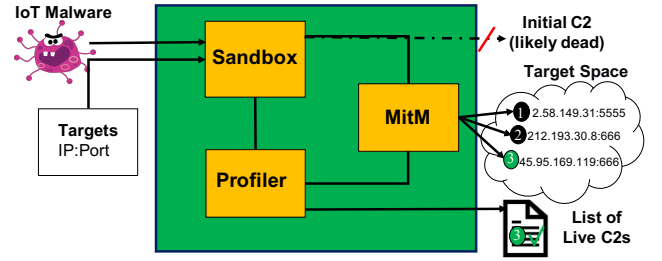 IoT Malware
Initial C2
(likely dead)
Sandbox
Target Space
Targets
IP:Port
MitM
1 2.58.149.31:5555
2 212.193.30.8:666
3 45.95.169.119:666
Profiler
List of
Live C2s
3